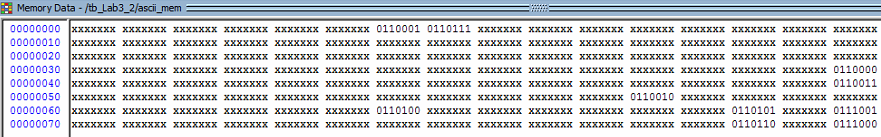 Memory Data - /tb_Lab3_2/ascii_mem
00000000 xxxxxxx xxxxxxx xxxxxxx xxxxxxx xxxxxxx xxxxxxx 0110001 0110111 xxxxxxx xxxxxxx xxxxxxx xxxxxxx xxxxxxx xxxxxxx xxxxxxx xxxxxxx
00000010 xxxxxxx xxxxxxx xxxxxxx xxxxxxx xxxxxxx xxxxxxx xxxxxxx xxxxxxx xxxxxxx xxxxxxx xxxxxxx xxxxxxx xxxxxxx xxxxxxx xxxxxxx xxxxxxx
00000020 xxxxxxx xxxxxxx xxxxxxx xxxxxxx xxxxxxx xxxxxxx xxxxxxx xxxxxxx xxxxxxx xxxxxxx xxxxxxx xxxxxxx xxxxxxx xxxxxxx xxxxxxx xxxxxxx
00000030 xxxxxxx xxxxxxx xxxxxxx xxxxxxx xxxxxxx xxxxxxx xxxxxxx xxxxxxx xxxxxxx xxxxxxx xxxxxxx xxxxxxx xxxxxxx xxxxxxx xxxxxxx 0110000
00000040 xxxxxxx xxxxxxx xxxxxxx xxxxxxx xxxxxxx xxxxxxx xxxxxxx xxxxxxx xxxxxxx xxxxxxx xxxxxxx xxxxxxx xxxxxxx xxxxxxx xxxxxxx 0110011
00000050 xxxxxxx xxxxxxx xxxxxxx xxxxxxx xxxxxxx xxxxxxx xxxxxxx xxxxxxx xxxxxxx xxxxxxx xxxxxxx 0110010 xxxxxxx xxxxxxx xxxxxxx xxxxxxx
00000060 xxxxxxx xxxxxxx xxxxxxx xxxxxxx xxxxxxx xxxxxxx 0110100 xxxxxxx xxxxxxx xxxxxxx xxxxxxx xxxxxxx xxxxxxx 0110101 xxxxxxx 0111001
00000070 xxxxxxx xxxxxxx xxxxxxx xxxxxxx xxxxxxx xxxxxxx xxxxxxx xxxxxxx xxxxxxx xxxxxxx xxxxxxx xxxxxxx xxxxxxx 0110110 xxxxxxx 0111000